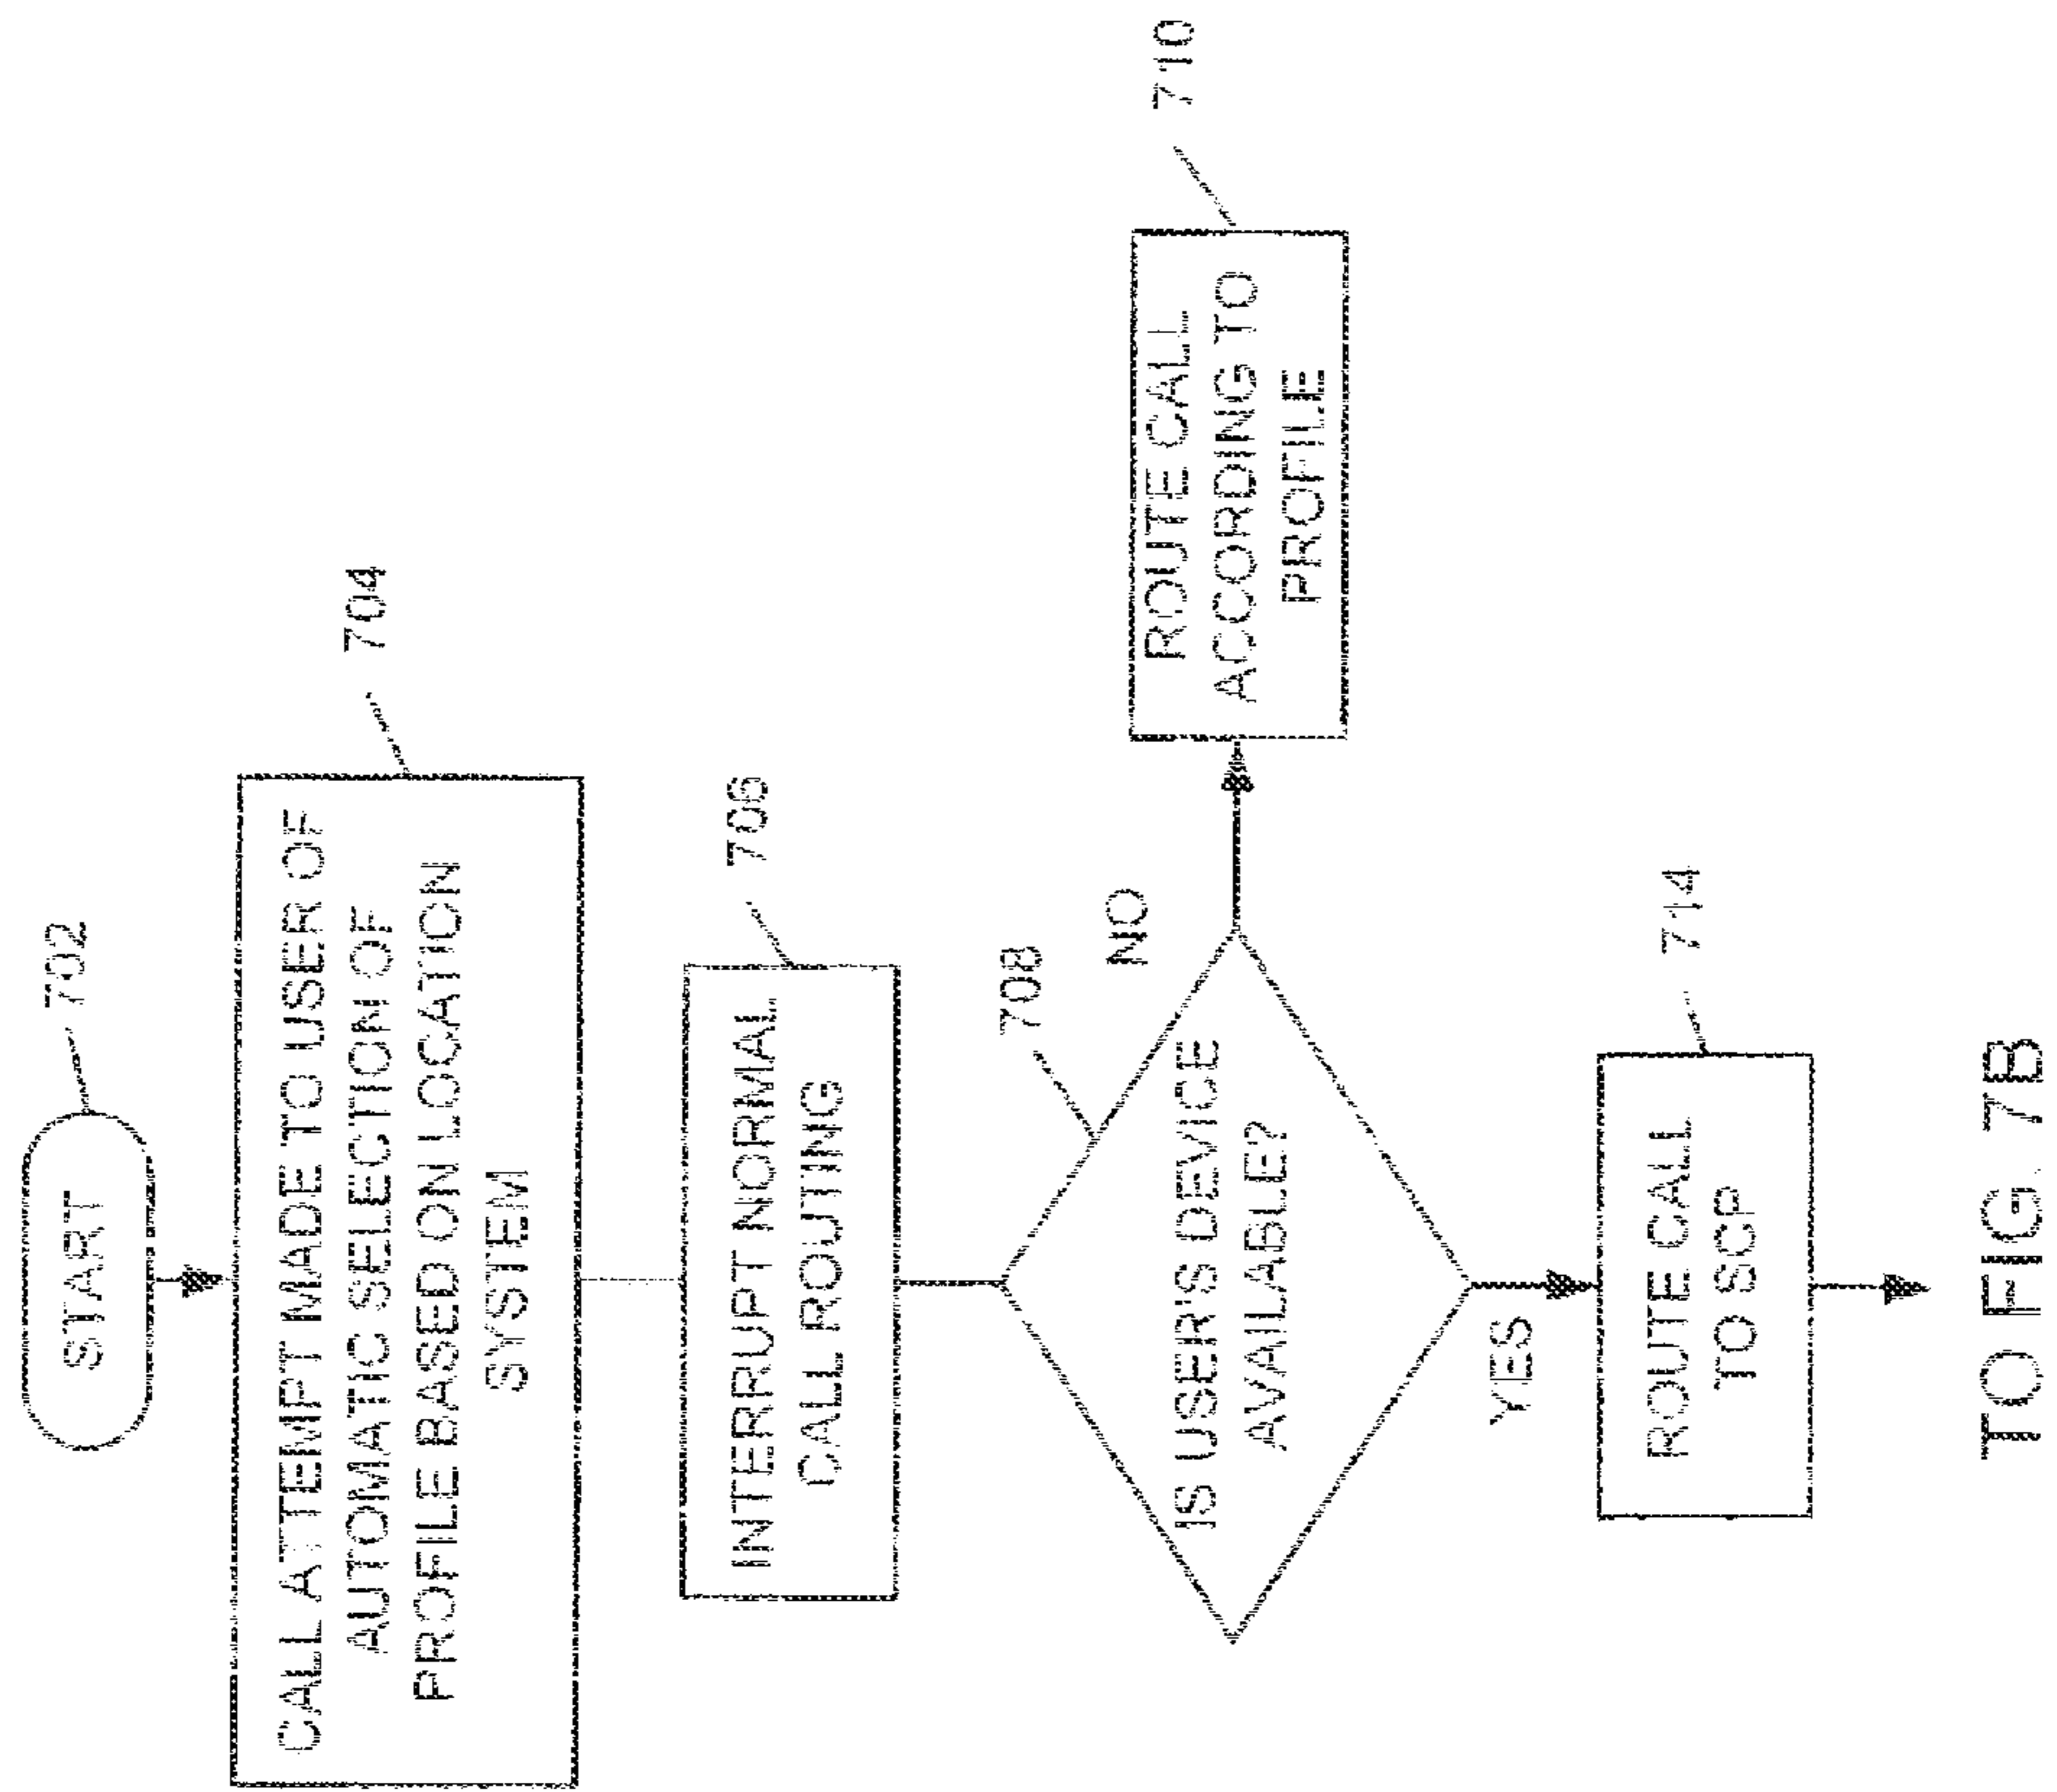 START
702
CALL ATTEMPT MADE TO USER OF
AUTOMATIC SELECTION OF
PROFILE BASED ON LOCATION
SYSTEM
704
INTERRUPT NORMAL
CALL ROUTING
706
IS USER'S DEVICE
AVAILABLE?
708
NO
ROUTE CALL
ACCORDING TO
PROFILE
710
YES
ROUTE CALL
TO SCP
714
TO FIG. 7B